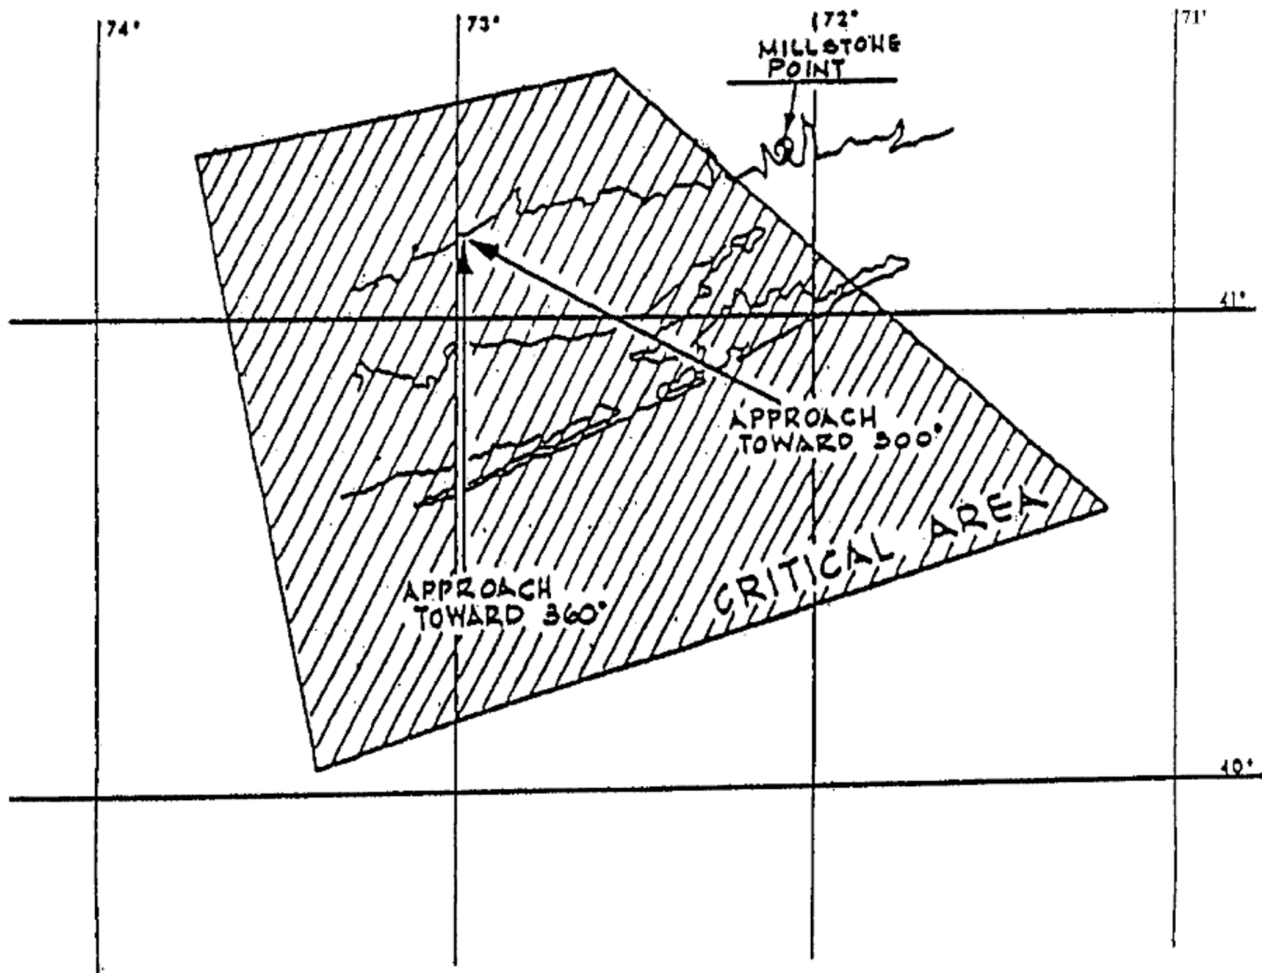 74°
73°
72°
71'
MILLSTONE
POINT
41°
APPROACH
TOWARD 300°
CRITICAL AREA
APPROACH
TOWARD 360°
40°